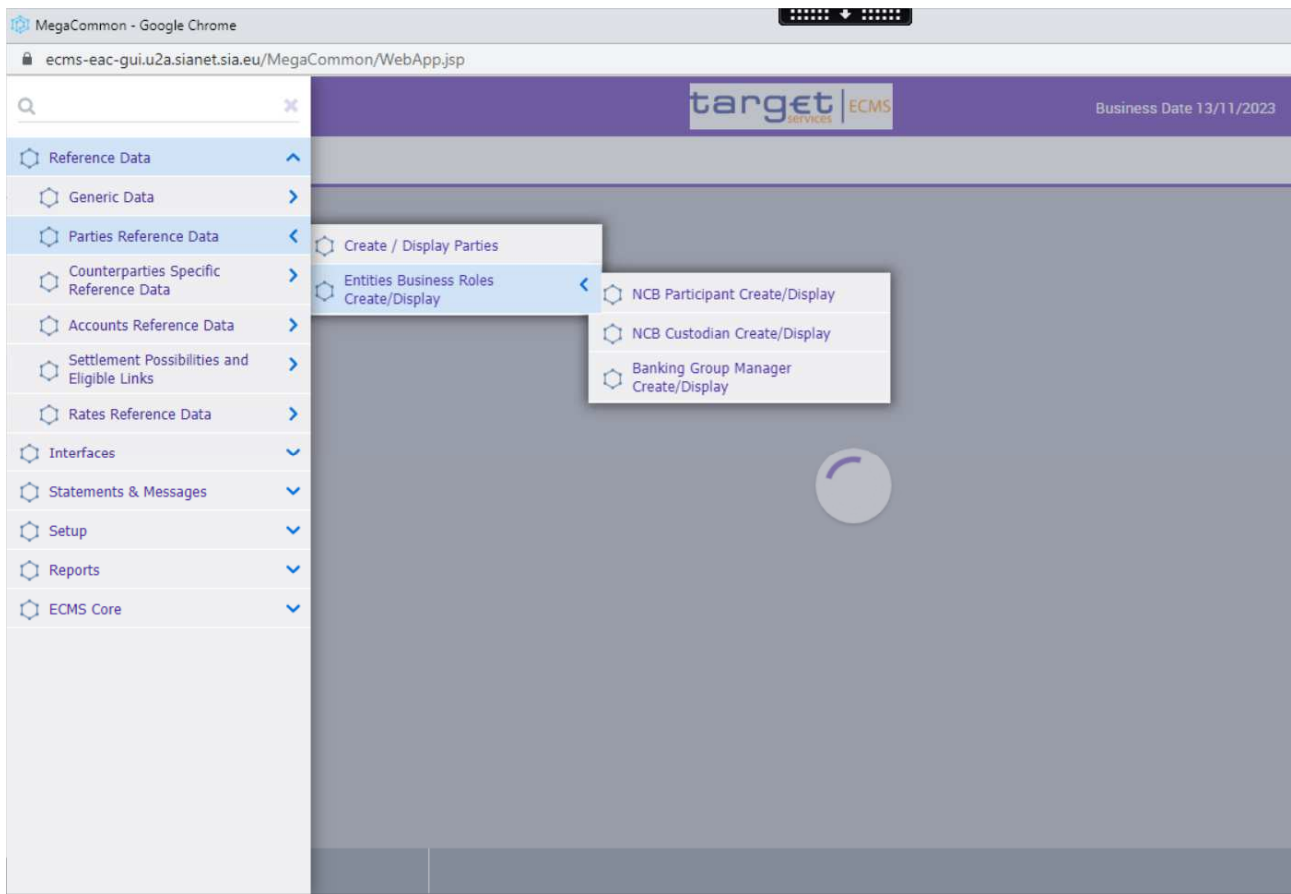 MegaCommon - Google Chrome
ecms-eac-gui.u2a.sianet.sia.eu/MegaCommon/WebApp.jsp
target
services
ECMS
Business Date 13/11/2023
Reference Data
Generic Data
Parties Reference Data
Counterparties Specific
Reference Data
Accounts Reference Data
Settlement Possibilities and
Eligible Links
Rates Reference Data
Interfaces
Statements & Messages
Setup
Reports
ECMS Core
Create / Display Parties
Entities Business Roles
Create/Display
NCB Participant Create/Display
NCB Custodian Create/Display
Banking Group Manager
Create/Display